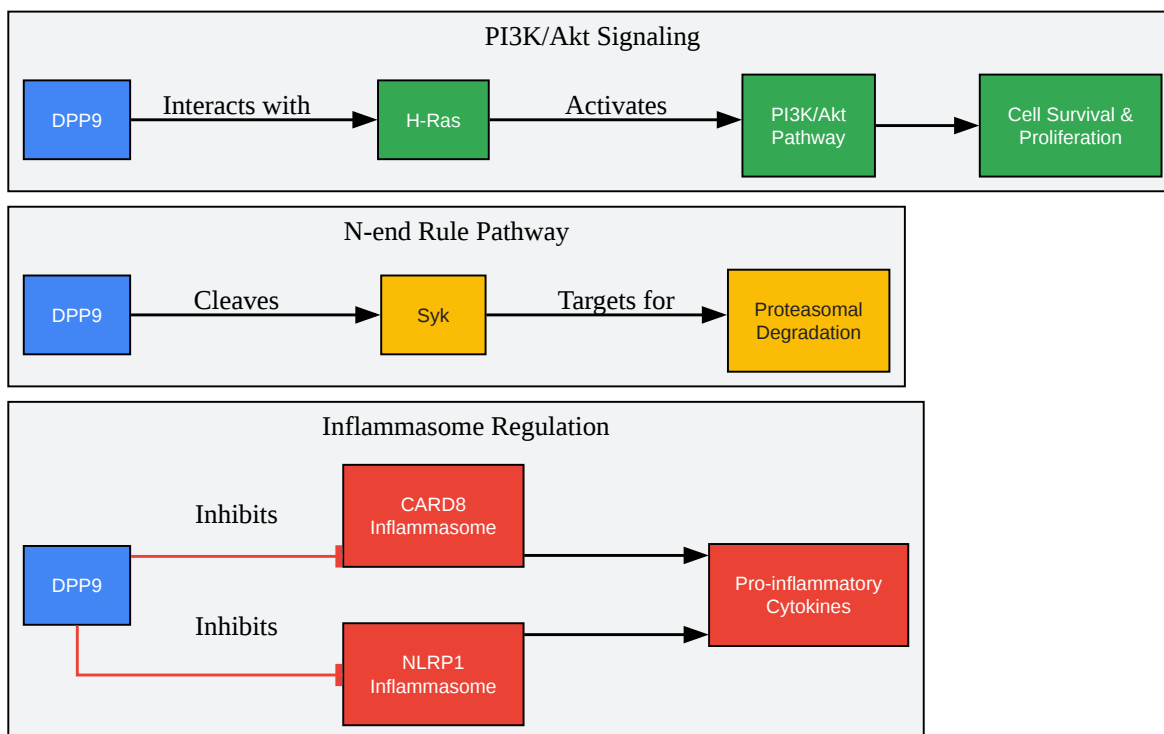 PI3K/Akt Signaling
DPP9
Interacts with
H-Ras
Activates
PI3K/Akt
Pathway
Cell Survival &
Proliferation
N-end Rule Pathway
DPP9
Cleaves
Syk
Targets for
Proteasomal
Degradation
Inflammasome Regulation
DPP9
Inhibits
CARD8
Inflammasome
Inhibits
NLRP1
Inflammasome
Pro-inflammatory
Cytokines